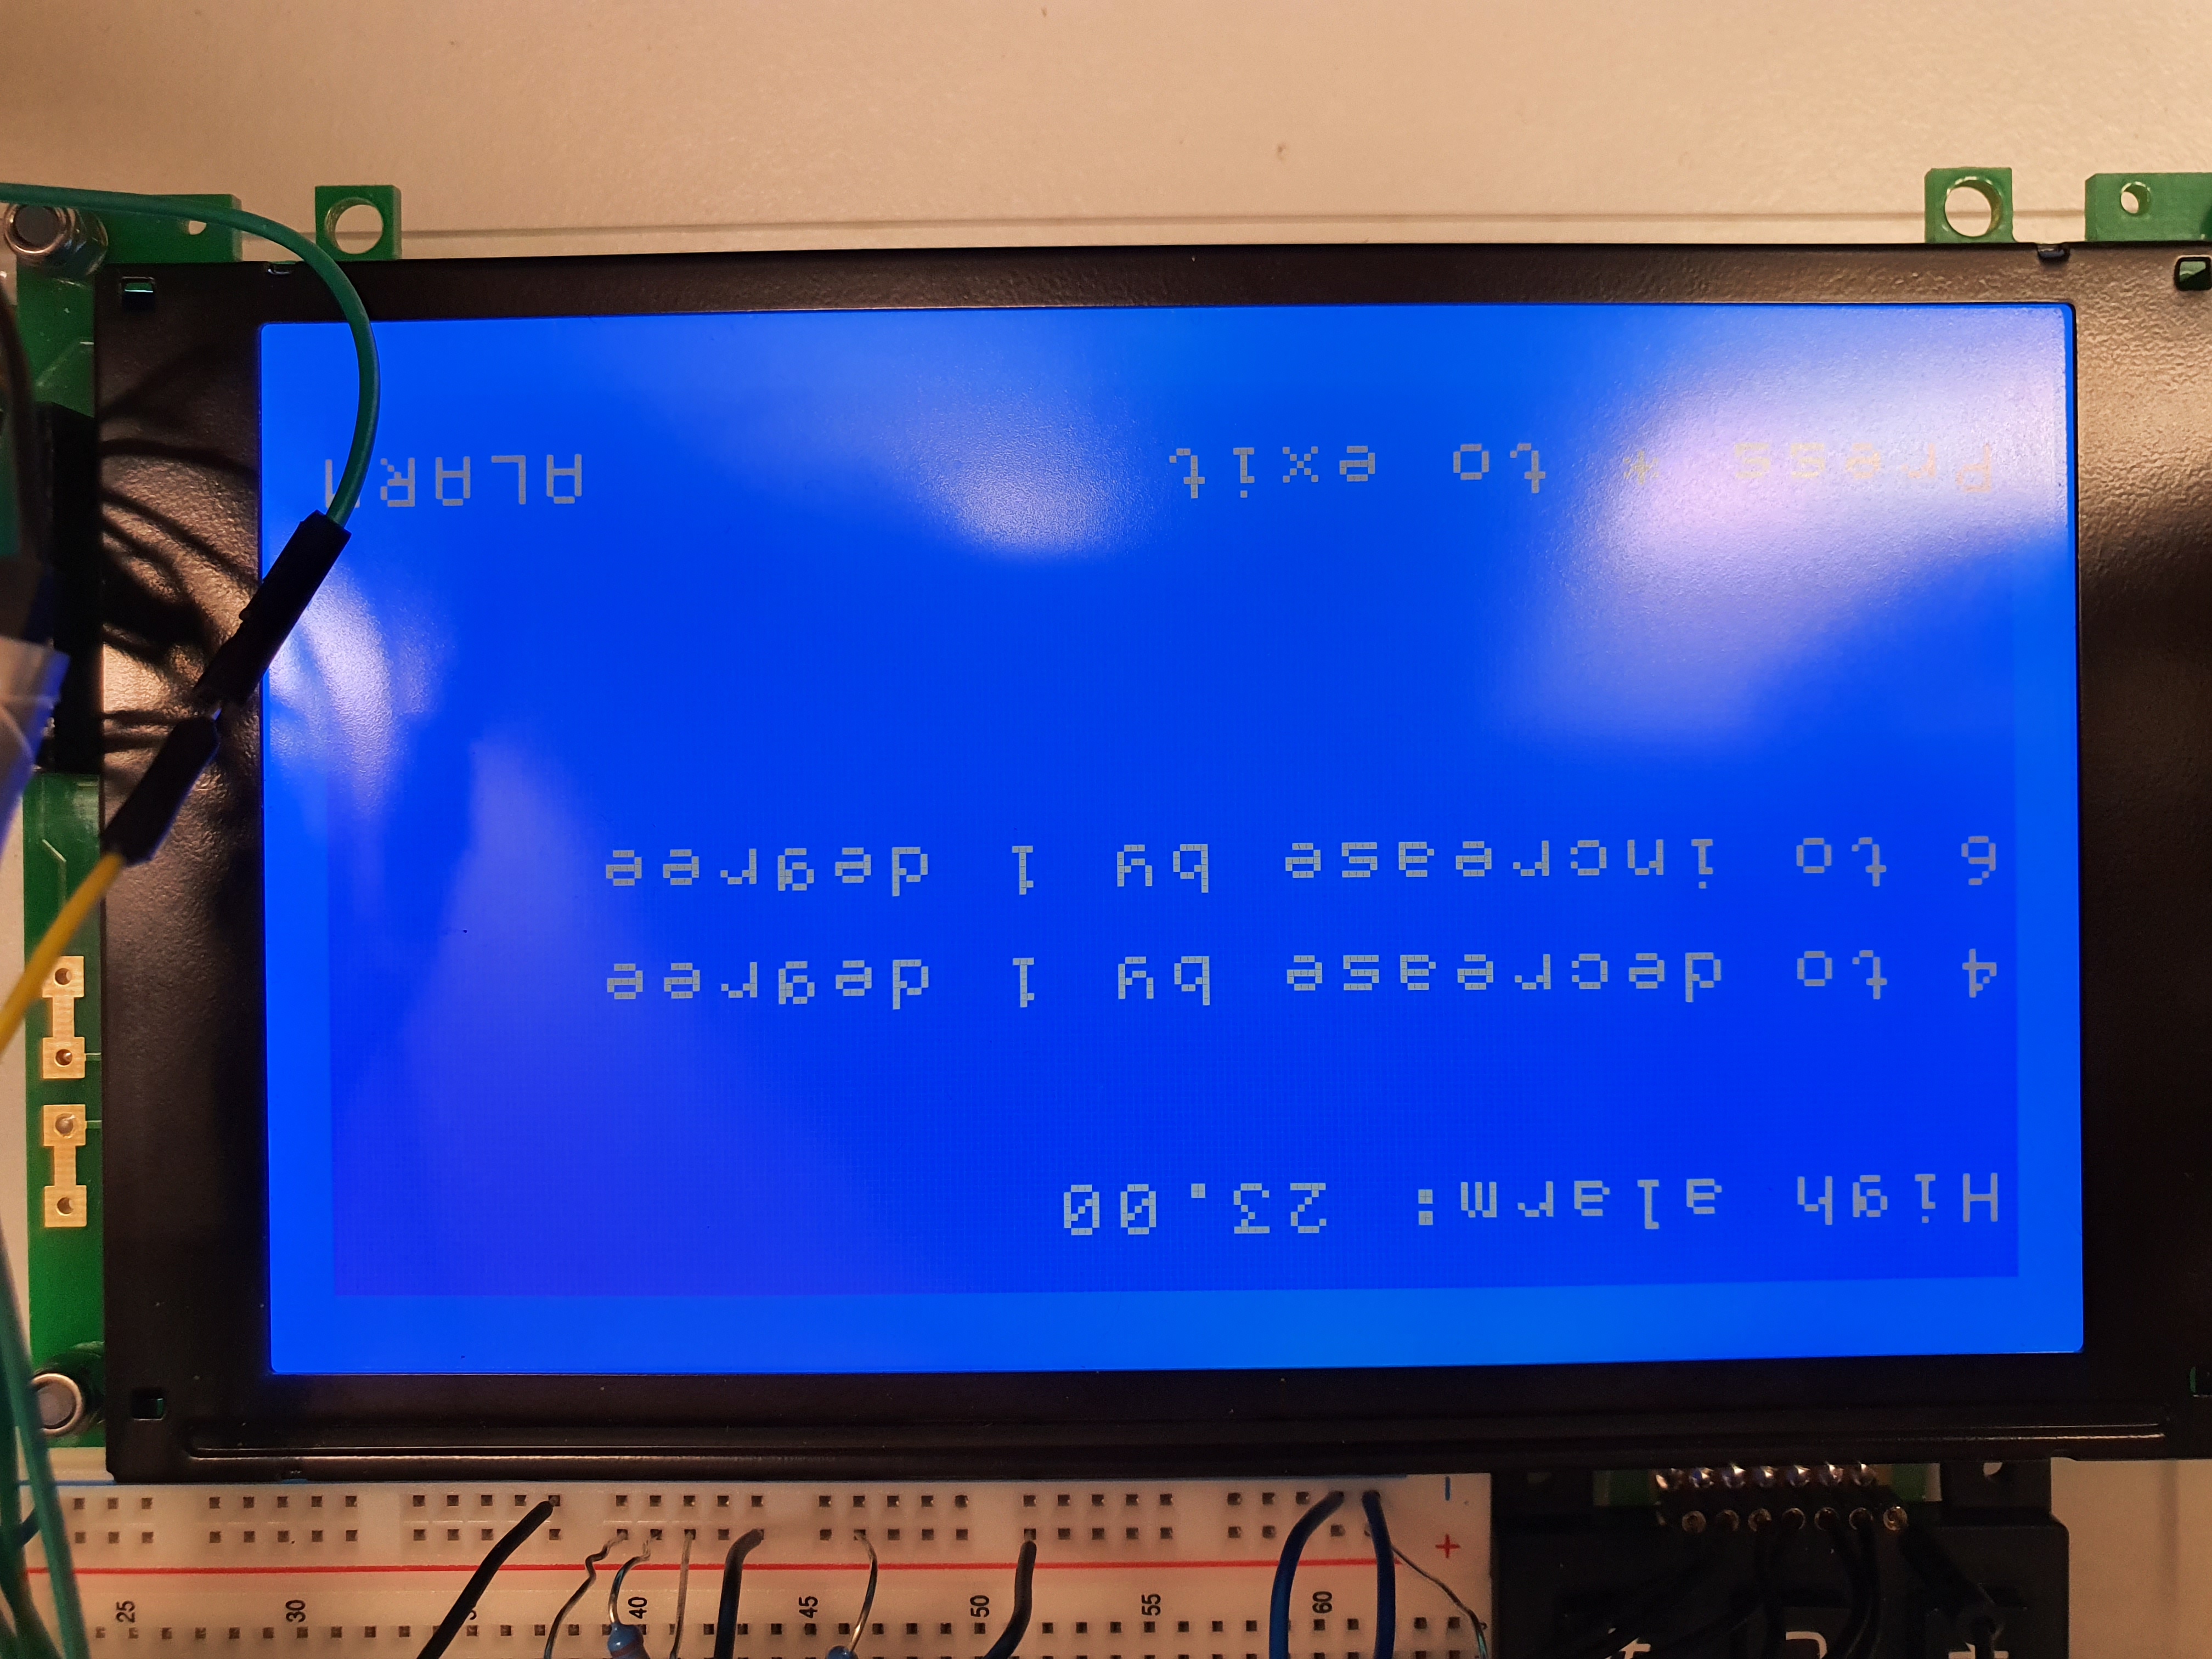 60 55 50 45 40 30 25
+
-
High alarm: 23.00
4 to decrease by 1 degree
6 to increase by 1 degree
Press * to exit ALARM